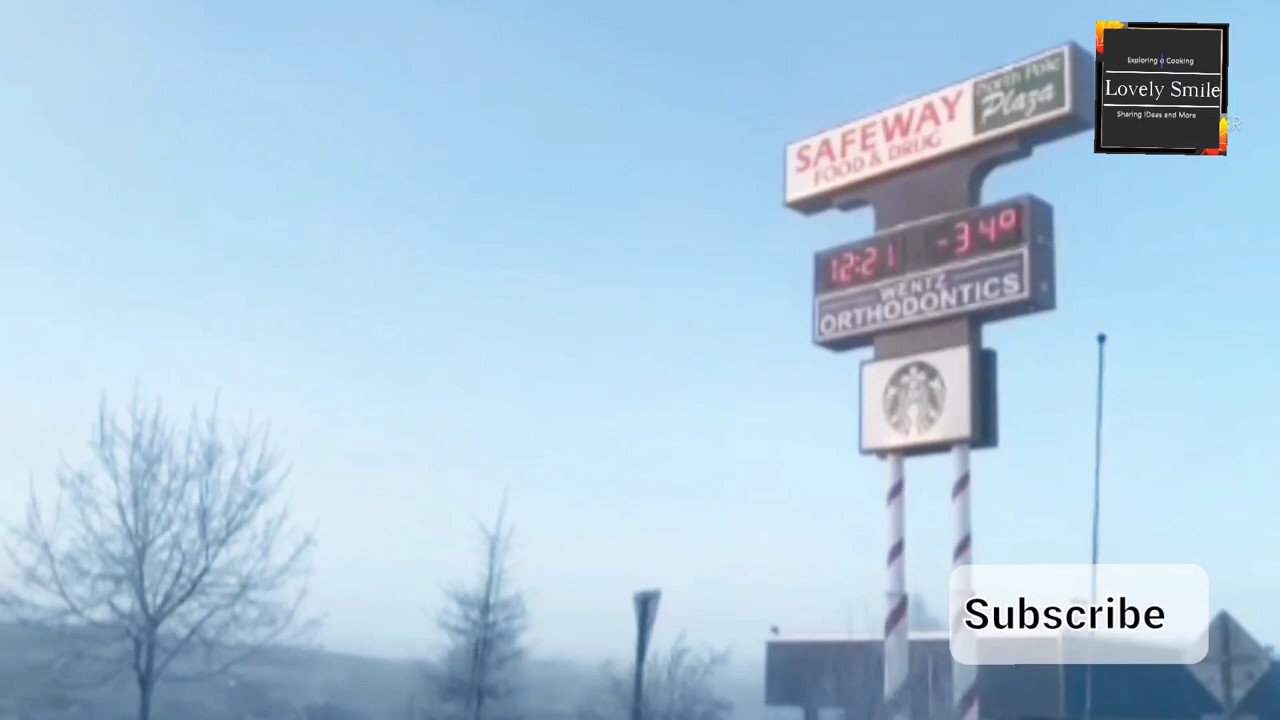 SAFEWAY
FOOD & DRUG
North Pole
Plaza
12:21 -34°
WENTZ
ORTHODONTICS
Exploring & Cooking
Lovely Smile
Sharing IDeas and More
Subscribe